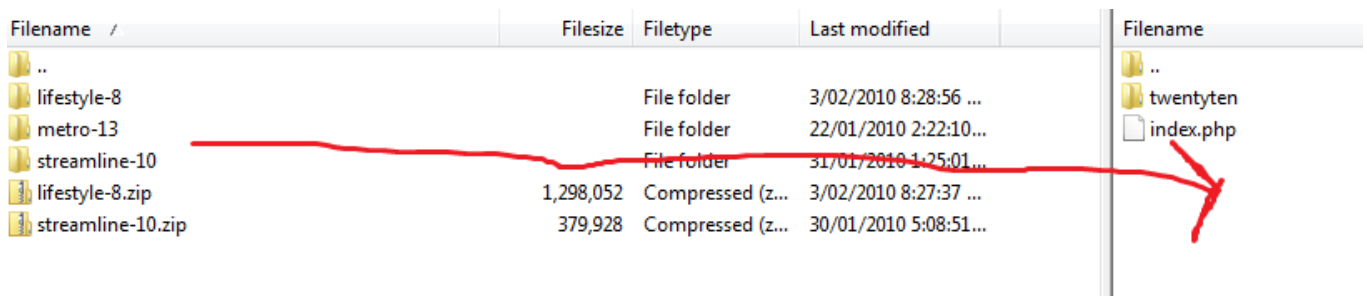 Filename / Filesize Filetype Last modified Filename
.. ..
lifestyle-8 File folder 3/02/2010 8:28:56 ... twentyten
metro-13 File folder 22/01/2010 2:22:10... index.php
streamline-10 File folder 31/01/2010 1:25:01...
lifestyle-8.zip 1,298,052 Compressed (z... 3/02/2010 8:27:37 ...
streamline-10.zip 379,928 Compressed (z... 30/01/2010 5:08:51...